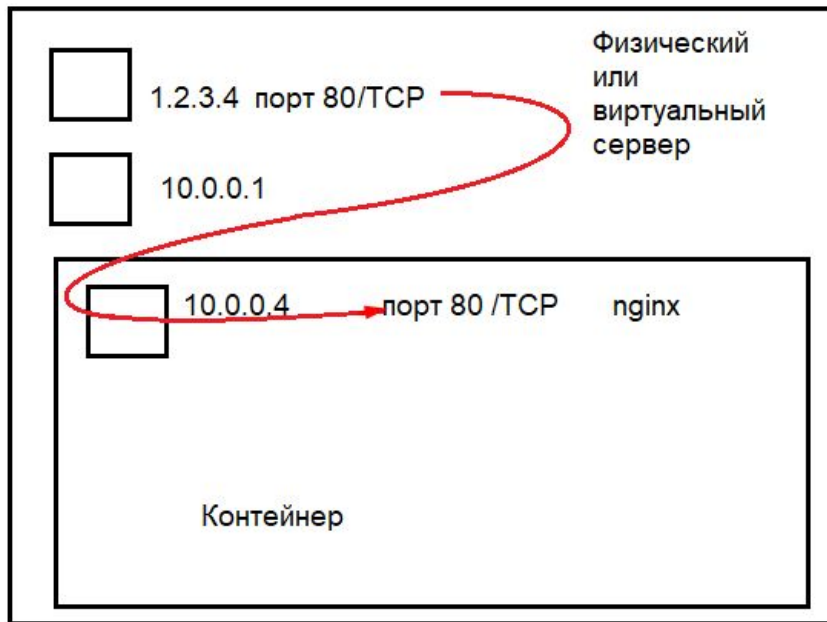 Физический
или
виртуальный
сервер
1.2.3.4 порт 80/TCP
10.0.0.1
10.0.0.4 порт 80 /TCP nginx
Контейнер